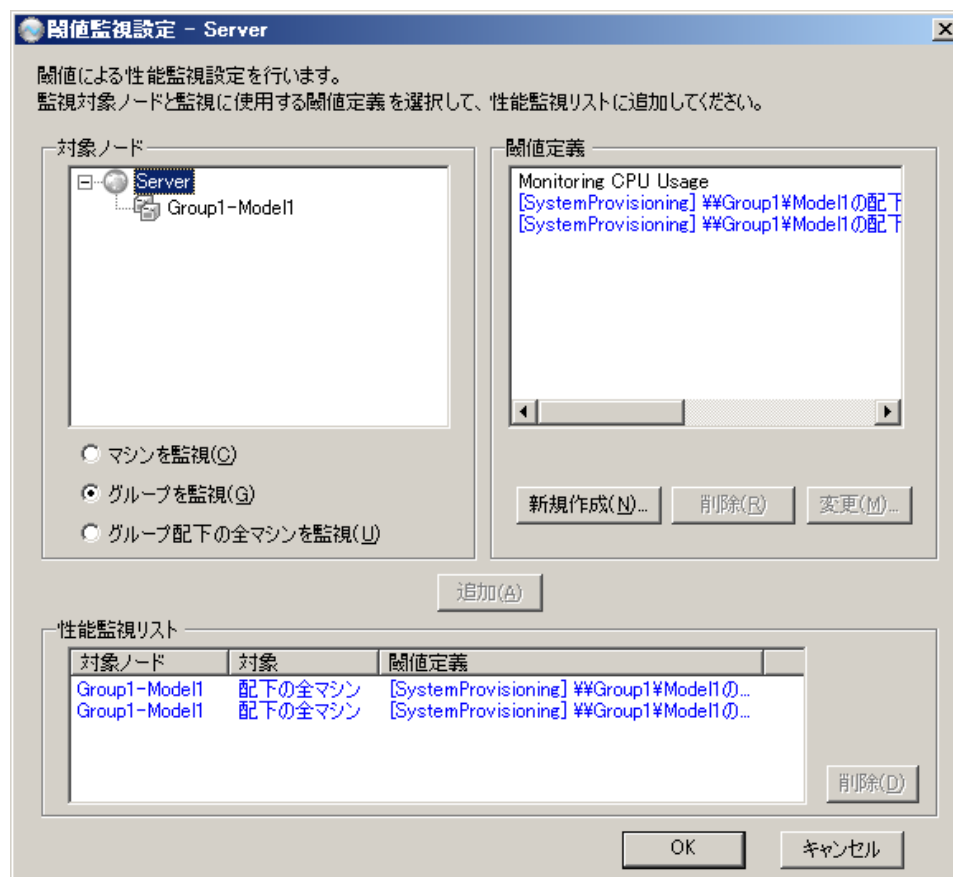 閾値監視設定 - Server
閾値による性能監視設定を行います。
監視対象ノードと監視に使用する閾値定義を選択して、性能監視リストに追加してください。
対象ノード
Server
Group1-Model1
マシンを監視(C)
グループを監視(G)
グループ配下の全マシンを監視(U)
閾値定義
Monitoring CPU Usage
[SystemProvisioning] ¥¥Group1¥Model1の配下
[SystemProvisioning] ¥¥Group1¥Model1の配下
新規作成(N)... 削除(R) 変更(M)...
追加(A)
性能監視リスト
対象ノード 対象 閾値定義
Group1-Model1 配下の全マシン [SystemProvisioning] ¥¥Group1¥Model1の...
Group1-Model1 配下の全マシン [SystemProvisioning] ¥¥Group1¥Model1の...
削除(D)
OK キャンセル